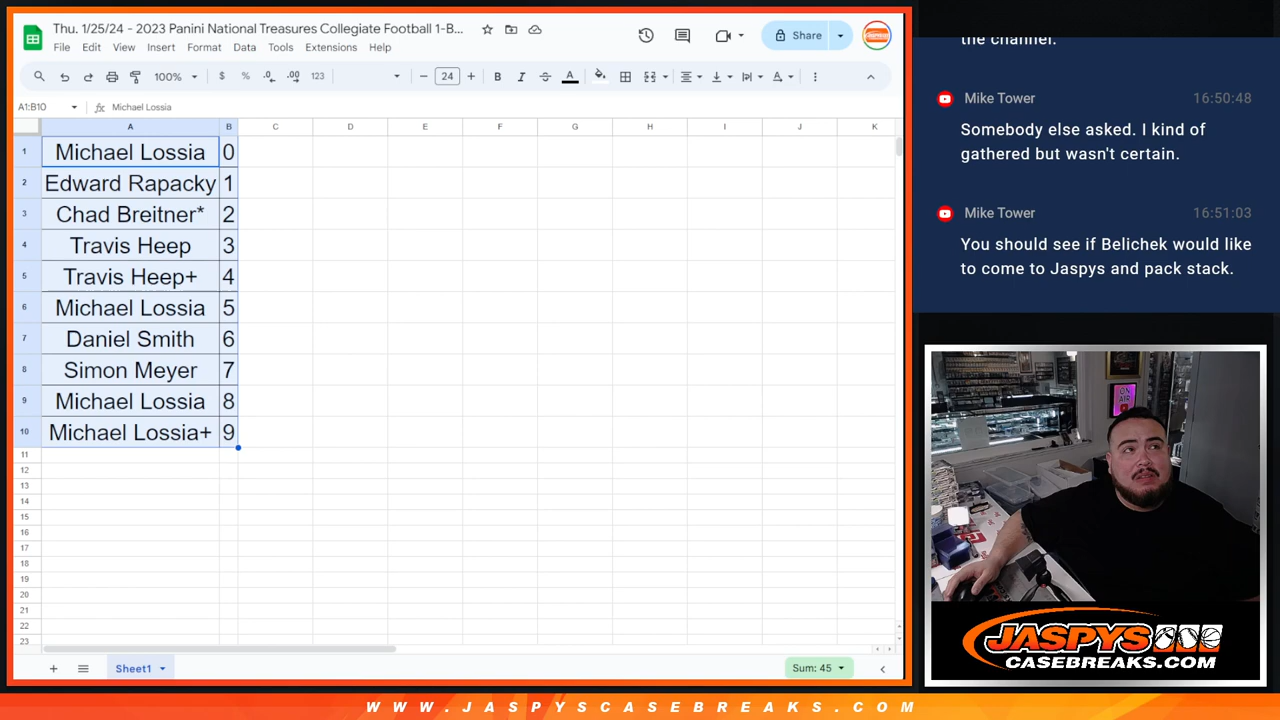 Thu. 1/25/24 - 2023 Panini National Treasures Collegiate Football 1-B...
File Edit View Insert Format Data Tools Extensions Help
Share
100% $ % .0 .00 123 24 B I A
A1:B10 fx Michael Lossia
A B C D E F G H I J K
1 Michael Lossia 0
2 Edward Rapacky 1
3 Chad Breitner* 2
4 Travis Heep 3
5 Travis Heep+ 4
6 Michael Lossia 5
7 Daniel Smith 6
8 Simon Meyer 7
9 Michael Lossia 8
10 Michael Lossia+ 9
11
12
13
14
15
16
17
18
19
20
21
22
23
Sheet1
Sum: 45
the channel.
Mike Tower 16:50:48
Somebody else asked. I kind of
gathered but wasn't certain.
Mike Tower 16:51:03
You should see if Belichek would like
to come to Jaspys and pack stack.
ON
AIR
JASPYS
CASEBREAKS.COM
WWW.JASPYSCASEBREAKS.COM